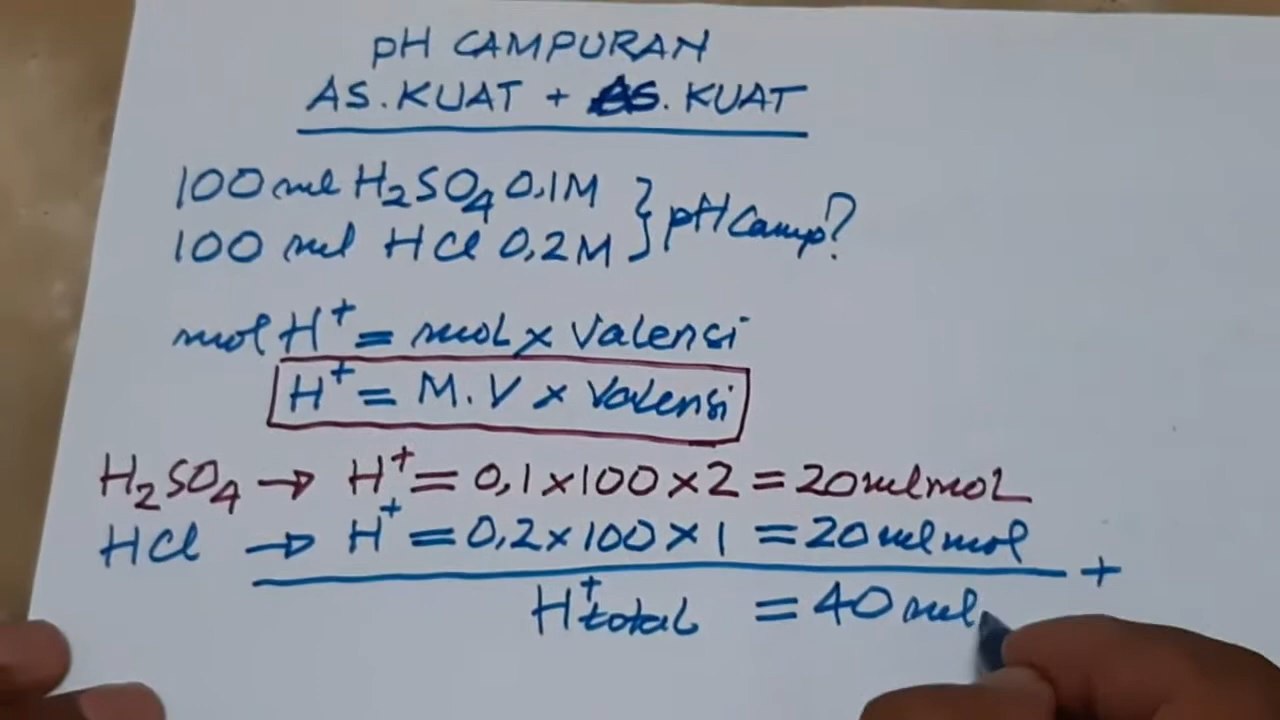 pH CAMPURAN
AS. KUAT + AS. KUAT
100 ml H₂SO₄ 0,1M } pH camp?
100 ml HCl 0,2M
mol H⁺ = mol x Valensi
H⁺ = M.V x Valensi
H₂SO₄ → H⁺ = 0,1 x 100 x 2 = 20 mlmol
HCl → H⁺ = 0,2 x 100 x 1 = 20 mlmol +
H⁺ total = 40 ml